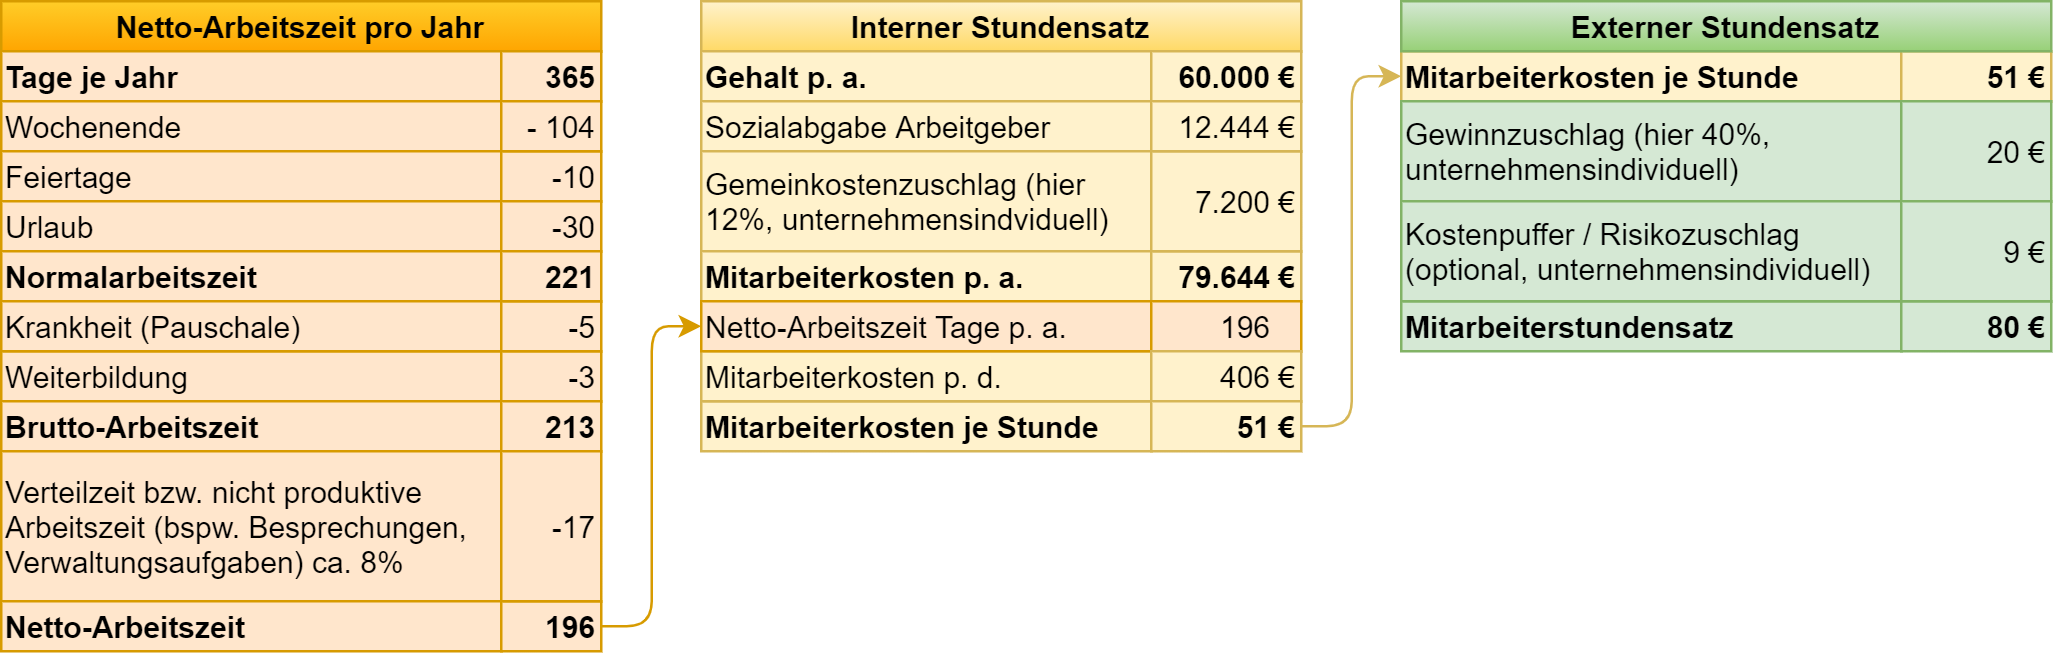 Netto-Arbeitszeit pro Jahr
Tage je Jahr 365
Wochenende - 104
Feiertage -10
Urlaub -30
Normalarbeitszeit 221
Krankheit (Pauschale) -5
Weiterbildung -3
Brutto-Arbeitszeit 213
Verteilzeit bzw. nicht produktive
Arbeitszeit (bspw. Besprechungen, -17
Verwaltungsaufgaben) ca. 8%
Netto-Arbeitszeit 196
Interner Stundensatz
Gehalt p. a. 60.000 €
Sozialabgabe Arbeitgeber 12.444 €
Gemeinkostenzuschlag (hier
12%, unternehmensindviduell) 7.200 €
Mitarbeiterkosten p. a. 79.644 €
Netto-Arbeitszeit Tage p. a. 196
Mitarbeiterkosten p. d. 406 €
Mitarbeiterkosten je Stunde 51 €
Externer Stundensatz
Mitarbeiterkosten je Stunde 51 €
Gewinnzuschlag (hier 40%,
unternehmensindividuell) 20 €
Kostenpuffer / Risikozuschlag
(optional, unternehmensindividuell) 9 €
Mitarbeiterstundensatz 80 €